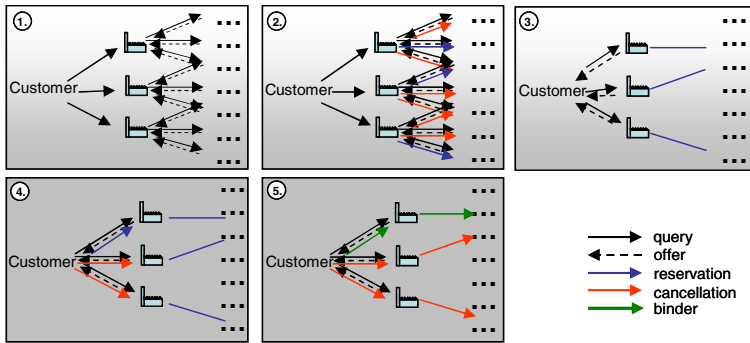 1.
Customer
2.
Customer
3.
Customer
4.
Customer
5.
Customer
query
offer
reservation
cancellation
binder